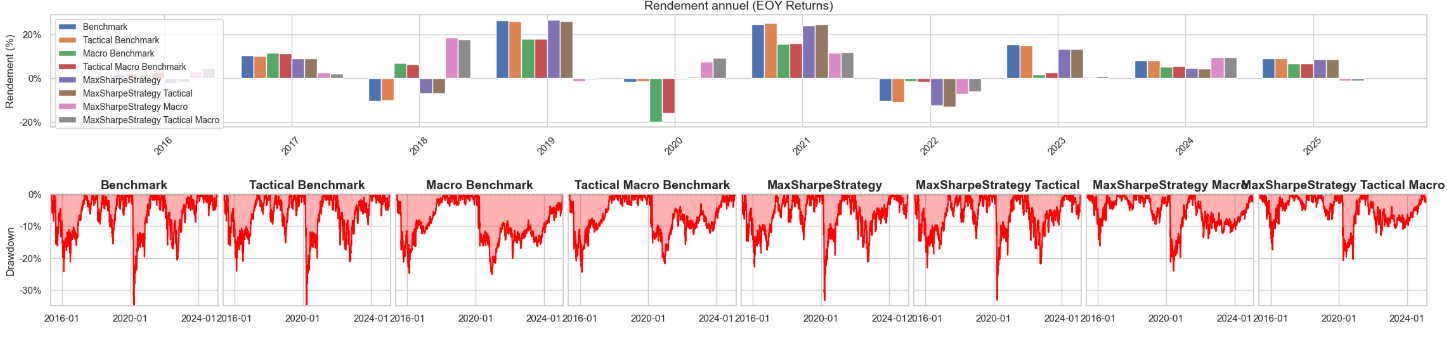 Rendement annuel (EOY Returns)
Rendement (%)
20%
0%
-20%
Benchmark
Tactical Benchmark
Macro Benchmark
Tactical Macro Benchmark
MaxSharpeStrategy
MaxSharpeStrategy Tactical
MaxSharpeStrategy Macro
MaxSharpeStrategy Tactical Macro
2016 2017 2018 2019 2020 2021 2022 2023 2024 2025
Benchmark Tactical Benchmark Macro Benchmark Tactical Macro Benchmark MaxSharpeStrategy MaxSharpeStrategy Tactical MaxSharpeStrategy Macro MaxSharpeStrategy Tactical Macro
Drawdown
0%
-10%
-20%
-30%
2016-01 2020-01 2024-01 2016-01 2020-01 2024-01 2016-01 2020-01 2024-01 2016-01 2020-01 2024-01 2016-01 2020-01 2024-01 2016-01 2020-01 2024-01 2016-01 2020-01 2024-01 2016-01 2020-01 2024-01